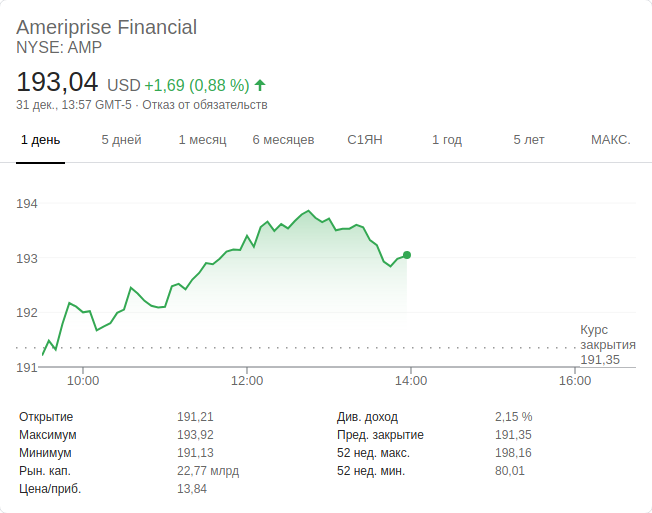 Ameriprise Financial
NYSE: AMP
193,04 USD +1,69 (0,88 %)
31 дек., 13:57 GMT-5 · Отказ от обязательств
1 день 5 дней 1 месяц 6 месяцев С1ЯН 1 год 5 лет МАКС.
194
193
192
191
Курс
закрытия
191,35
10:00 12:00 14:00 16:00
Открытие 191,21 Див. доход 2,15 %
Максимум 193,92 Пред. закрытие 191,35
Минимум 191,13 52 нед. макс. 198,16
Рын. кап. 22,77 млрд 52 нед. мин. 80,01
Цена/приб. 13,84